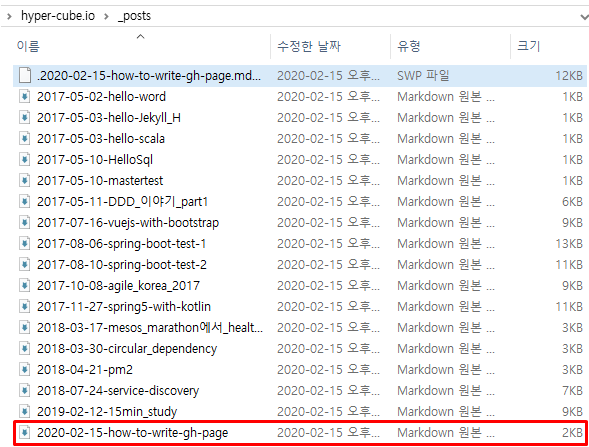 hyper-cube.io > _posts
이름 수정한 날짜 유형 크기
.2020-02-15-how-to-write-gh-page.md... 2020-02-15 오후... SWP 파일 12KB
2017-05-02-hello-word 2020-02-15 오후... Markdown 원본 ... 1KB
2017-05-03-hello-Jekyll_H 2020-02-15 오후... Markdown 원본 ... 1KB
2017-05-03-hello-scala 2020-02-15 오후... Markdown 원본 ... 1KB
2017-05-10-HelloSql 2020-02-15 오후... Markdown 원본 ... 1KB
2017-05-10-mastertest 2020-02-15 오후... Markdown 원본 ... 1KB
2017-05-11-DDD_이야기_part1 2020-02-15 오후... Markdown 원본 ... 6KB
2017-07-16-vuejs-with-bootstrap 2020-02-15 오후... Markdown 원본 ... 9KB
2017-08-06-spring-boot-test-1 2020-02-15 오후... Markdown 원본 ... 13KB
2017-08-10-spring-boot-test-2 2020-02-15 오후... Markdown 원본 ... 11KB
2017-10-08-agile_korea_2017 2020-02-15 오후... Markdown 원본 ... 9KB
2017-11-27-spring5-with-kotlin 2020-02-15 오후... Markdown 원본 ... 11KB
2018-03-17-mesos_marathon에서_healt... 2020-02-15 오후... Markdown 원본 ... 3KB
2018-03-30-circular_dependency 2020-02-15 오후... Markdown 원본 ... 3KB
2018-04-21-pm2 2020-02-15 오후... Markdown 원본 ... 3KB
2018-07-24-service-discovery 2020-02-15 오후... Markdown 원본 ... 7KB
2019-02-12-15min_study 2020-02-15 오후... Markdown 원본 ... 9KB
2020-02-15-how-to-write-gh-page 2020-02-15 오후... Markdown 원본 ... 2KB